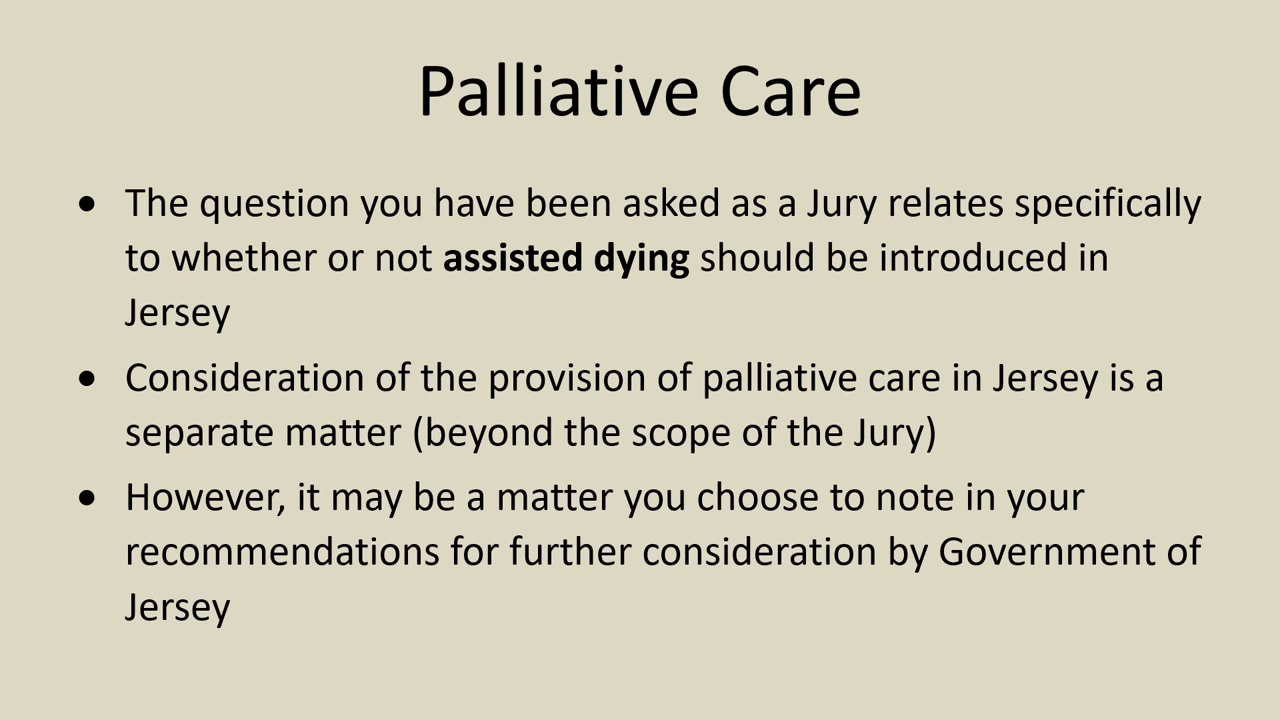 Palliative Care
• The question you have been asked as a Jury relates specifically
to whether or not assisted dying should be introduced in
Jersey
• Consideration of the provision of palliative care in Jersey is a
separate matter (beyond the scope of the Jury)
• However, it may be a matter you choose to note in your
recommendations for further consideration by Government of
Jersey